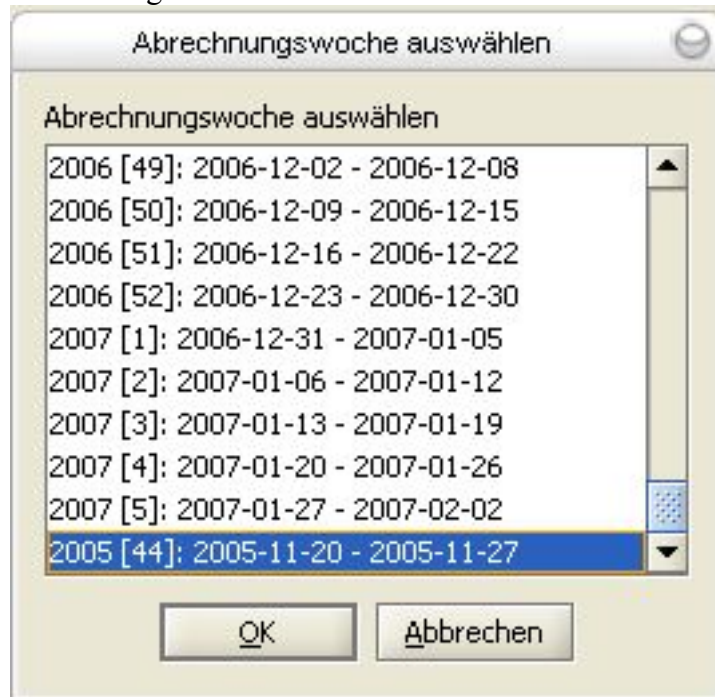 Abrechnungswoche auswählen
Abrechnungswoche auswählen
2006 [49]: 2006-12-02 - 2006-12-08
2006 [50]: 2006-12-09 - 2006-12-15
2006 [51]: 2006-12-16 - 2006-12-22
2006 [52]: 2006-12-23 - 2006-12-30
2007 [1]: 2006-12-31 - 2007-01-05
2007 [2]: 2007-01-06 - 2007-01-12
2007 [3]: 2007-01-13 - 2007-01-19
2007 [4]: 2007-01-20 - 2007-01-26
2007 [5]: 2007-01-27 - 2007-02-02
2005 [44]: 2005-11-20 - 2005-11-27
OK Abbrechen